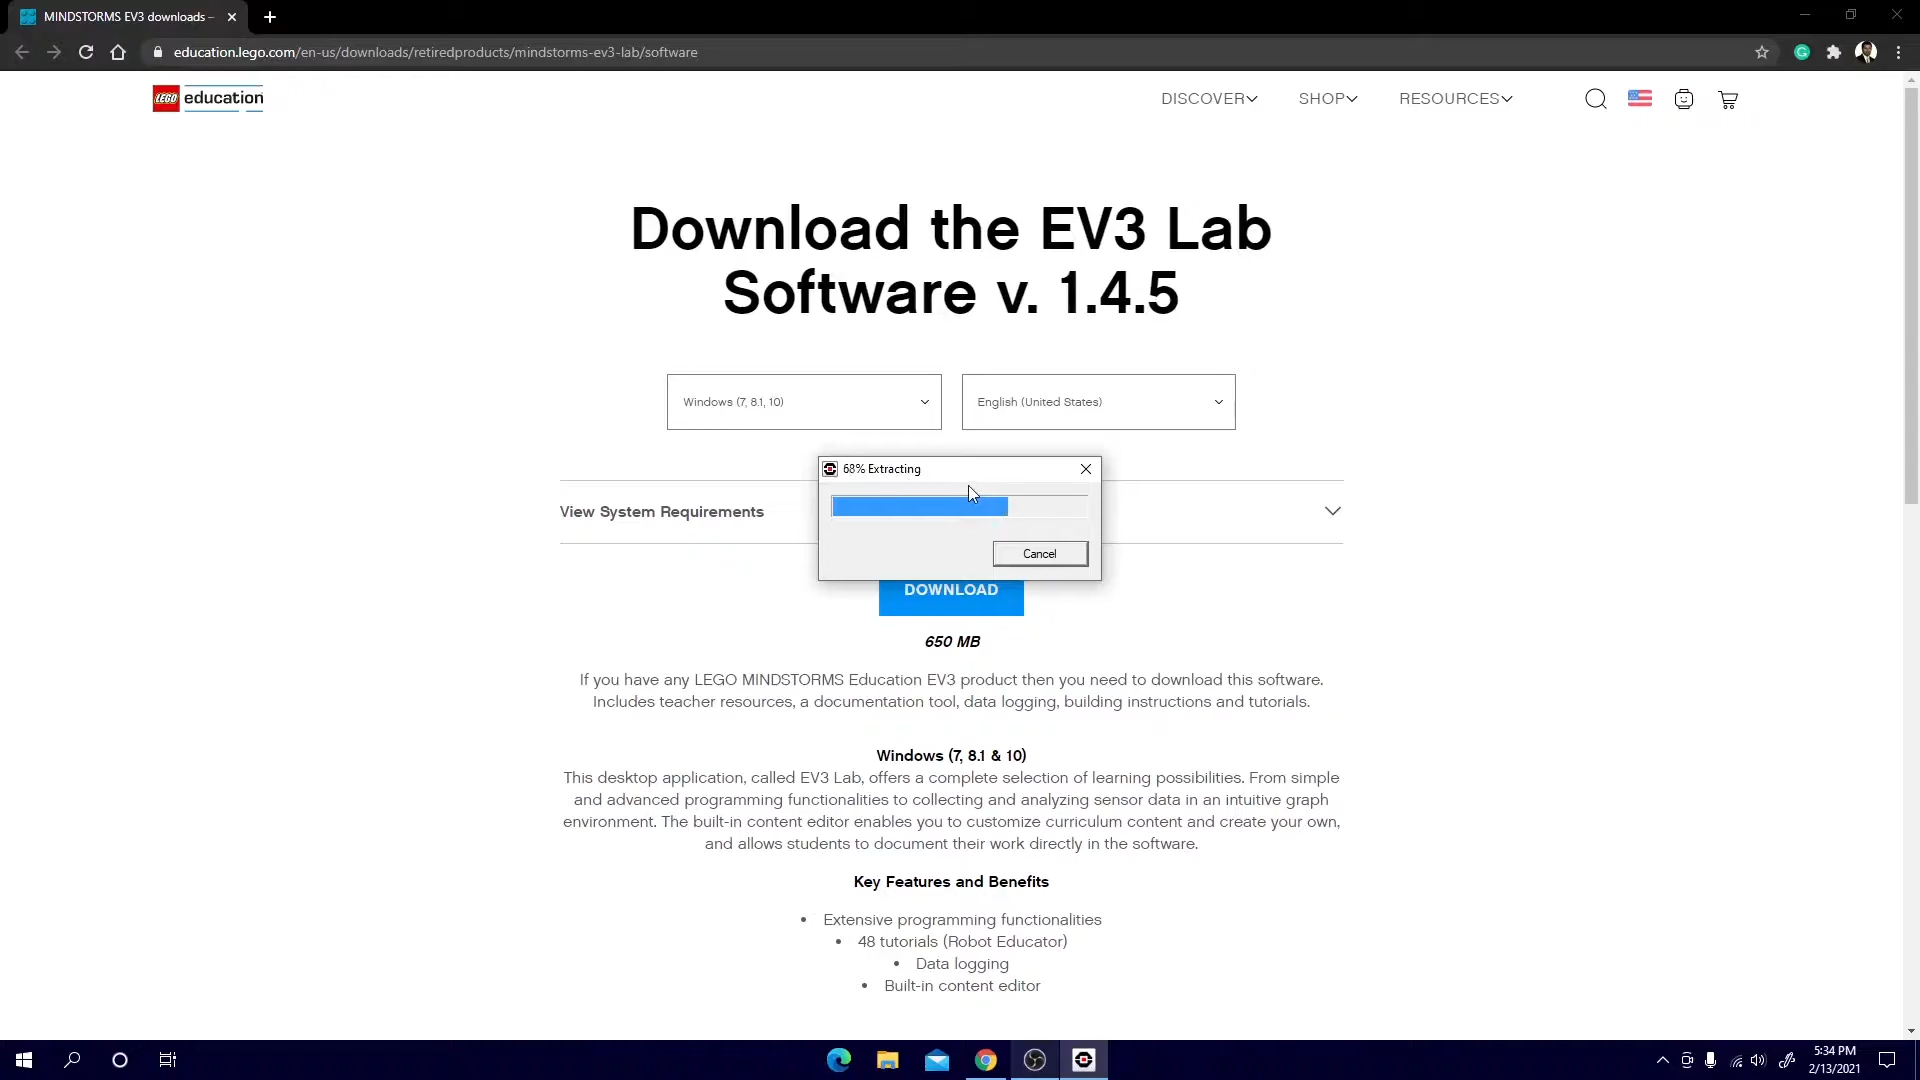 MINDSTORMS EV3 downloads –
education.lego.com/en-us/downloads/retiredproducts/mindstorms-ev3-lab/software
LEGO education
DISCOVER
SHOP
RESOURCES
Download the EV3 Lab
Software v. 1.4.5
Windows (7, 8.1, 10)
English (United States)
68% Extracting
View System Requirements
Cancel
DOWNLOAD
650 MB
If you have any LEGO MINDSTORMS Education EV3 product then you need to download this software.
Includes teacher resources, a documentation tool, data logging, building instructions and tutorials.
Windows (7, 8.1 & 10)
This desktop application, called EV3 Lab, offers a complete selection of learning possibilities. From simple
and advanced programming functionalities to collecting and analyzing sensor data in an intuitive graph
environment. The built-in content editor enables you to customize curriculum content and create your own,
and allows students to document their work directly in the software.
Key Features and Benefits
• Extensive programming functionalities
• 48 tutorials (Robot Educator)
• Data logging
• Built-in content editor
5:34 PM
2/13/2021